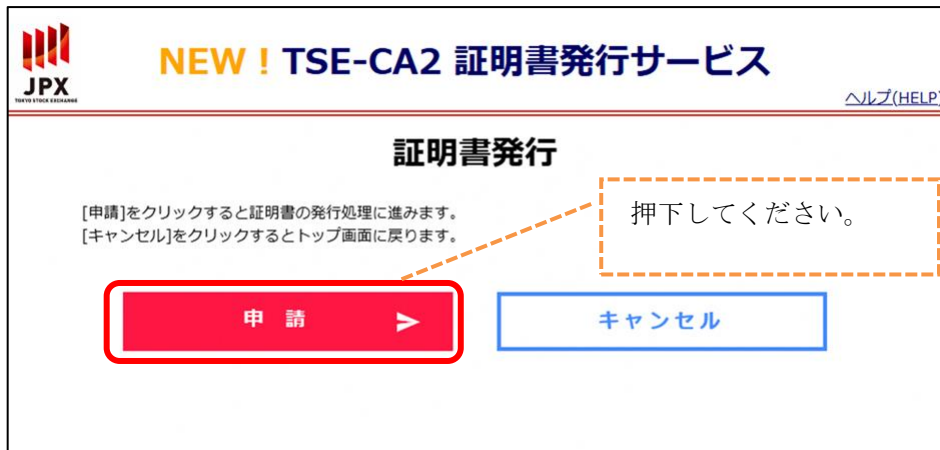 JPX
TOKYO STOCK EXCHANGE
NEW！TSE-CA2 証明書発行サービス
ヘルプ(HELP)
証明書発行
[申請]をクリックすると証明書の発行処理に進みます。
[キャンセル]をクリックするとトップ画面に戻ります。
押下してください。
申 請
キャンセル